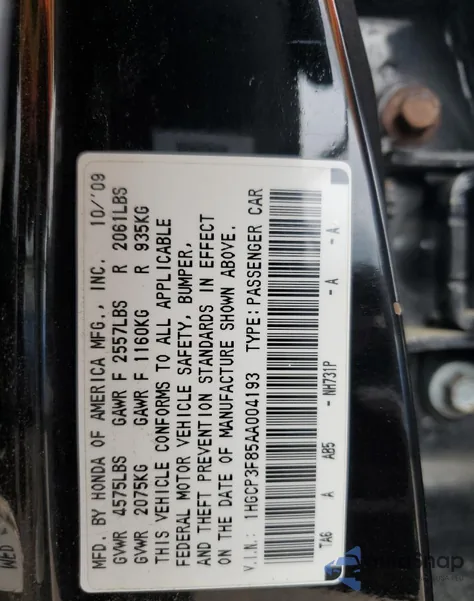 MFD. BY HONDA OF AMERICA MFG., INC. 10/'09
GVWR 4575LBS GAWR F 2557LBS R 2061LBS
GVWR 2075KG GAWR F 1160KG R 935KG
THIS VEHICLE CONFORMS TO ALL APPLICABLE
FEDERAL MOTOR VEHICLE SAFETY, BUMPER,
AND THEFT PREVENTION STANDARDS IN EFFECT
ON THE DATE OF MANUFACTURE SHOWN ABOVE.
V.I.N.: 1HGCP3F85AA004193 TYPE: PASSENGER CAR
TA6 A AB5 - NH731P - A - A-
WED